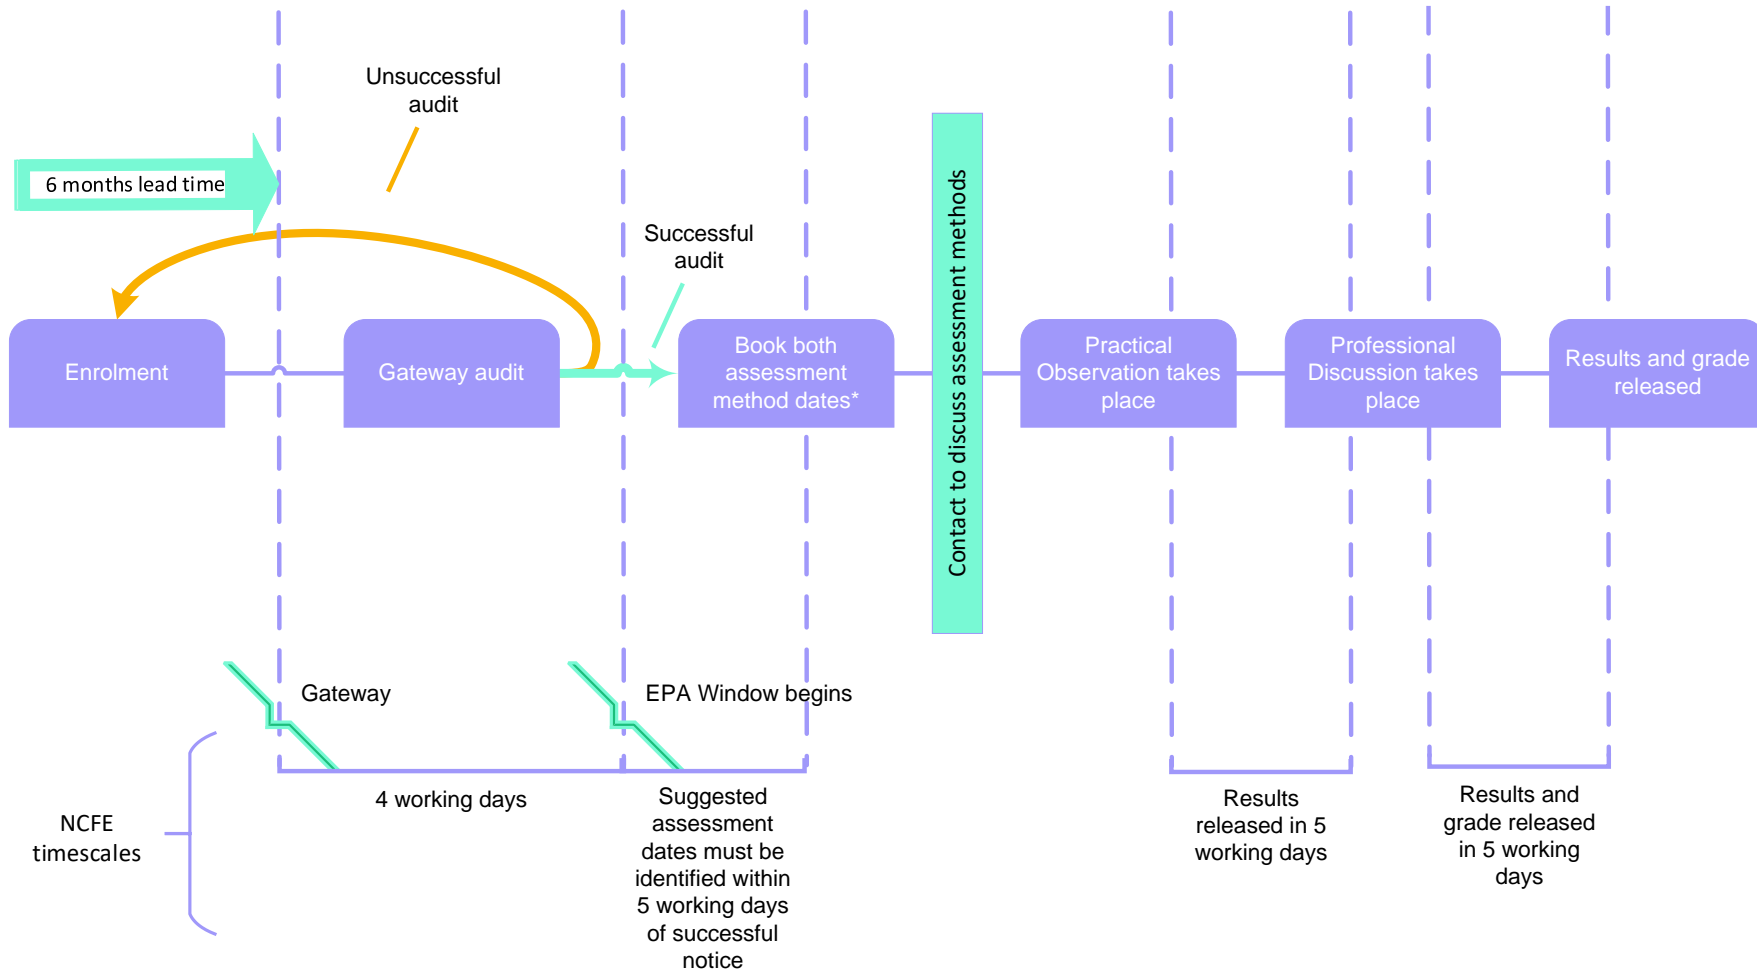 Unsuccessful
audit
6 months lead time
Successful
audit
Enrolment
Gateway audit
Book both
assessment
method dates*
Contact to discuss assessment methods
Practical
Observation takes
place
Professional
Discussion takes
place
Results and grade
released
Gateway
EPA Window begins
NCFE
timescales
4 working days
Suggested
assessment
dates must be
identified within
5 working days
of successful
notice
Results
released in 5
working days
Results and
grade released
in 5 working
days